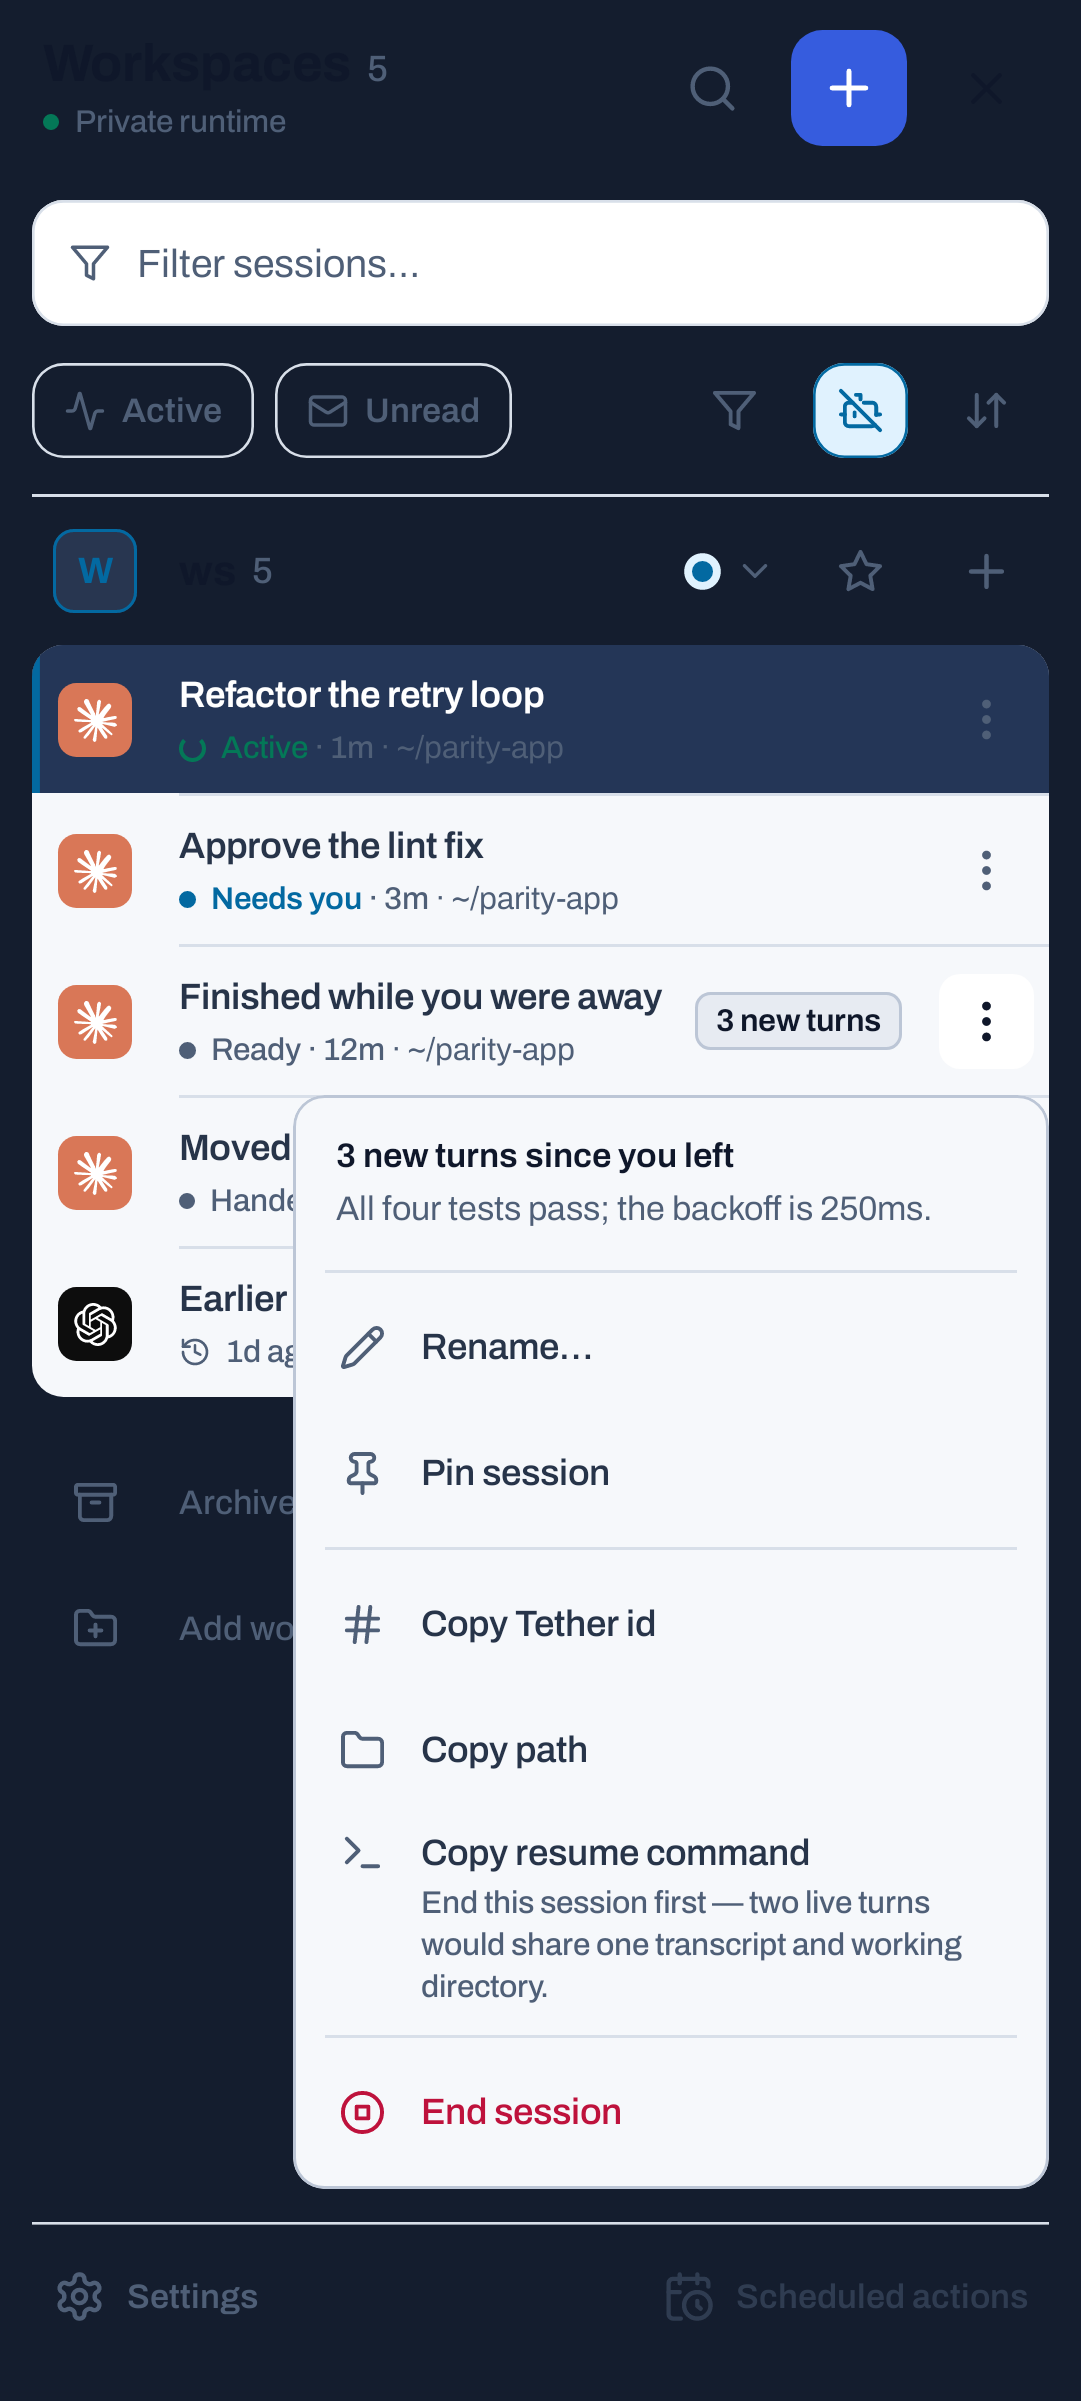 Workspaces 5
Private runtime
Filter sessions...
Active
Unread
W
ws 5
Refactor the retry loop
Active · 1m · ~/parity-app
Approve the lint fix
Needs you · 3m · ~/parity-app
Finished while you were away
3 new turns
Ready · 12m · ~/parity-app
Moved
3 new turns since you left
All four tests pass; the backoff is 250ms.
Earlier
Rename...
Pin session
Archive
Copy Tether id
Add
Copy path
Copy resume command
End this session first — two live turns
would share one transcript and working
directory.
End session
Settings
Scheduled actions